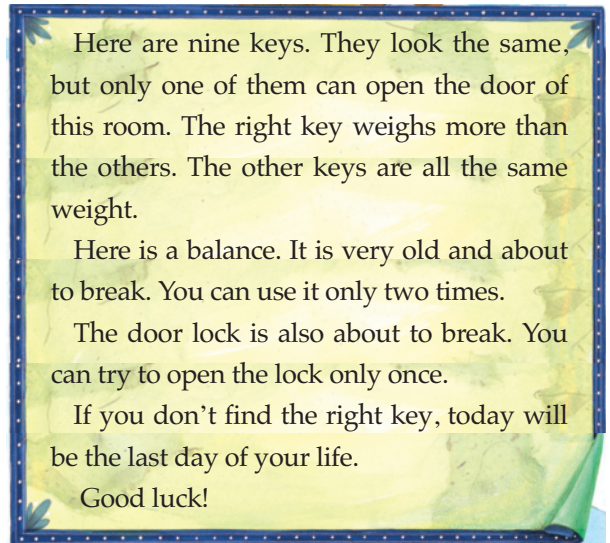 Here are nine keys. They look the same,
but only one of them can open the door of
this room. The right key weighs more than
the others. The other keys are all the same
weight.
Here is a balance. It is very old and about
to break. You can use it only two times.
The door lock is also about to break. You
can try to open the lock only once.
If you don’t find the right key, today will
be the last day of your life.
Good luck!